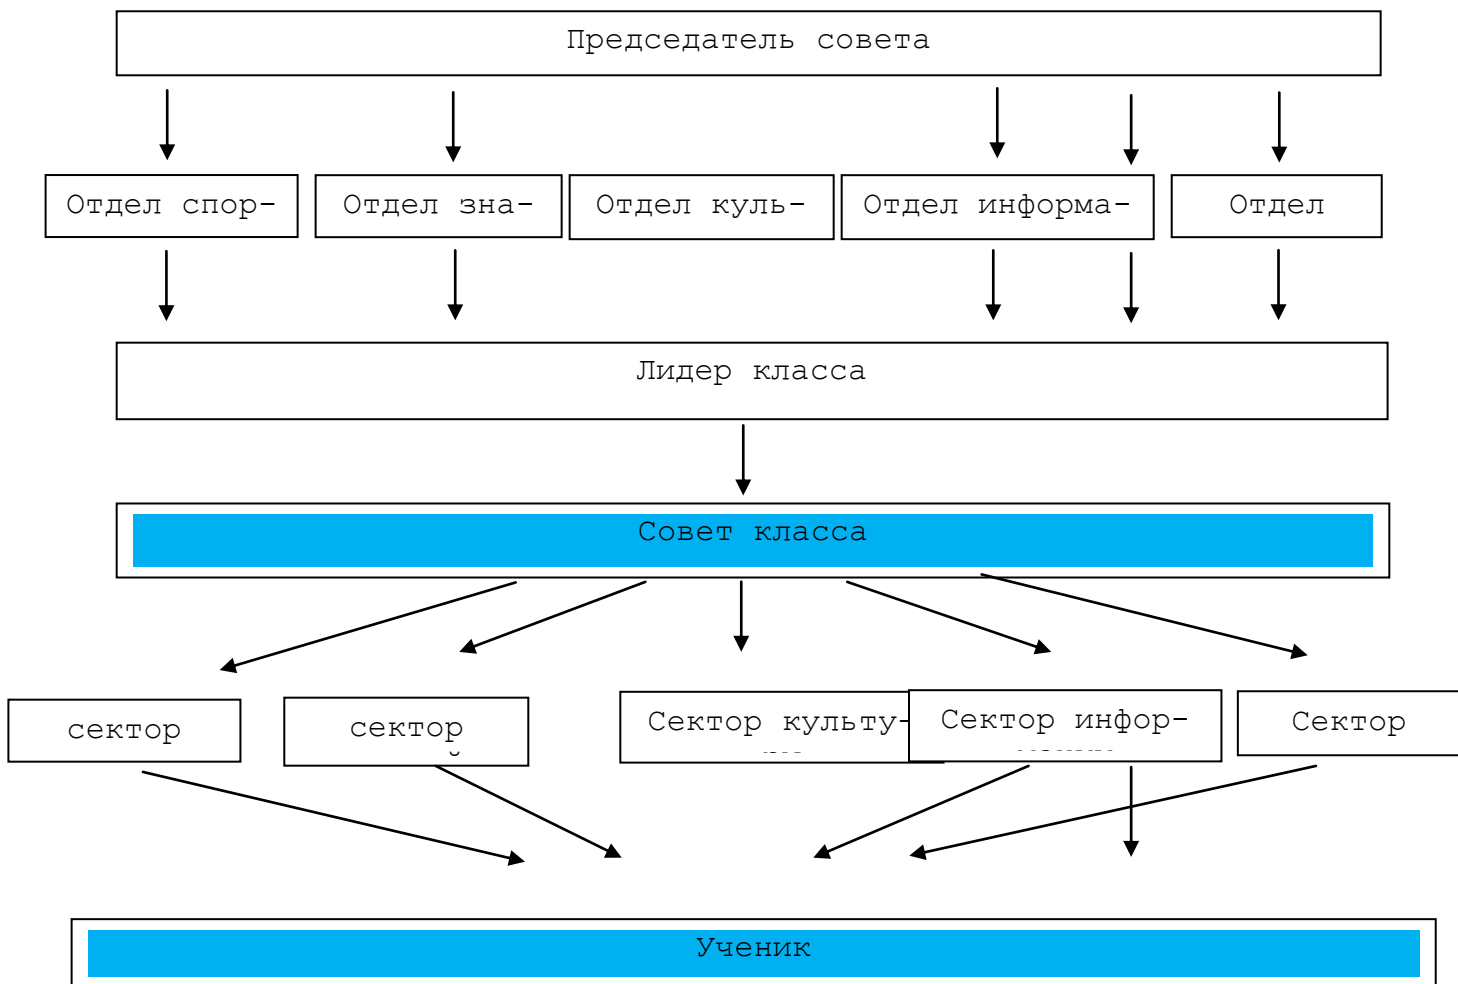 Председатель совета
Отдел спор-
Отдел зна-
Отдел куль-
Отдел информа-
Отдел
Лидер класса
Совет класса
сектор
сектор
Сектор культу-
Сектор инфор-
Сектор
Ученик